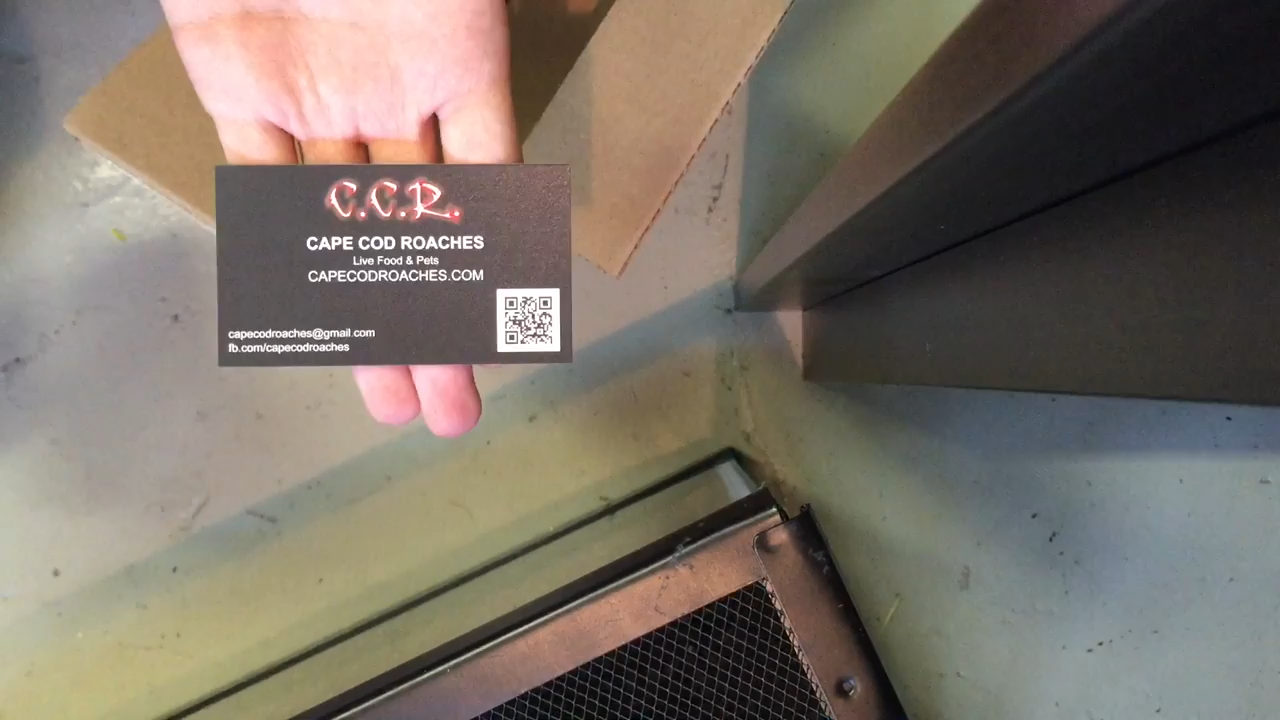 C.C.R.
CAPE COD ROACHES
Live Food & Pets
CAPECODROACHES.COM
capecodroaches@gmail.com
fb.com/capecodroaches